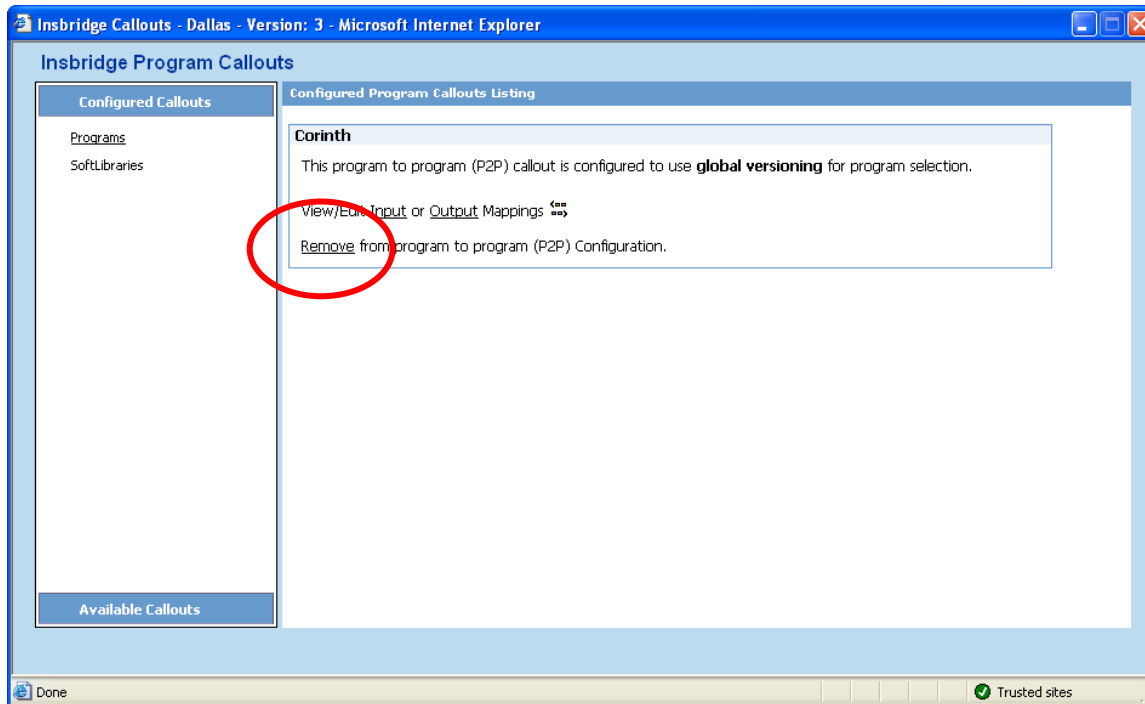 Insbridge Callouts - Dallas - Version: 3 - Microsoft Internet Explorer
Insbridge Program Callouts
Configured Callouts
Programs
SoftLibraries
Available Callouts
Configured Program Callouts Listing
Corinth
This program to program (P2P) callout is configured to use global versioning for program selection.
View/Edit Input or Output Mappings
Remove from program to program (P2P) Configuration.
Done
Trusted sites